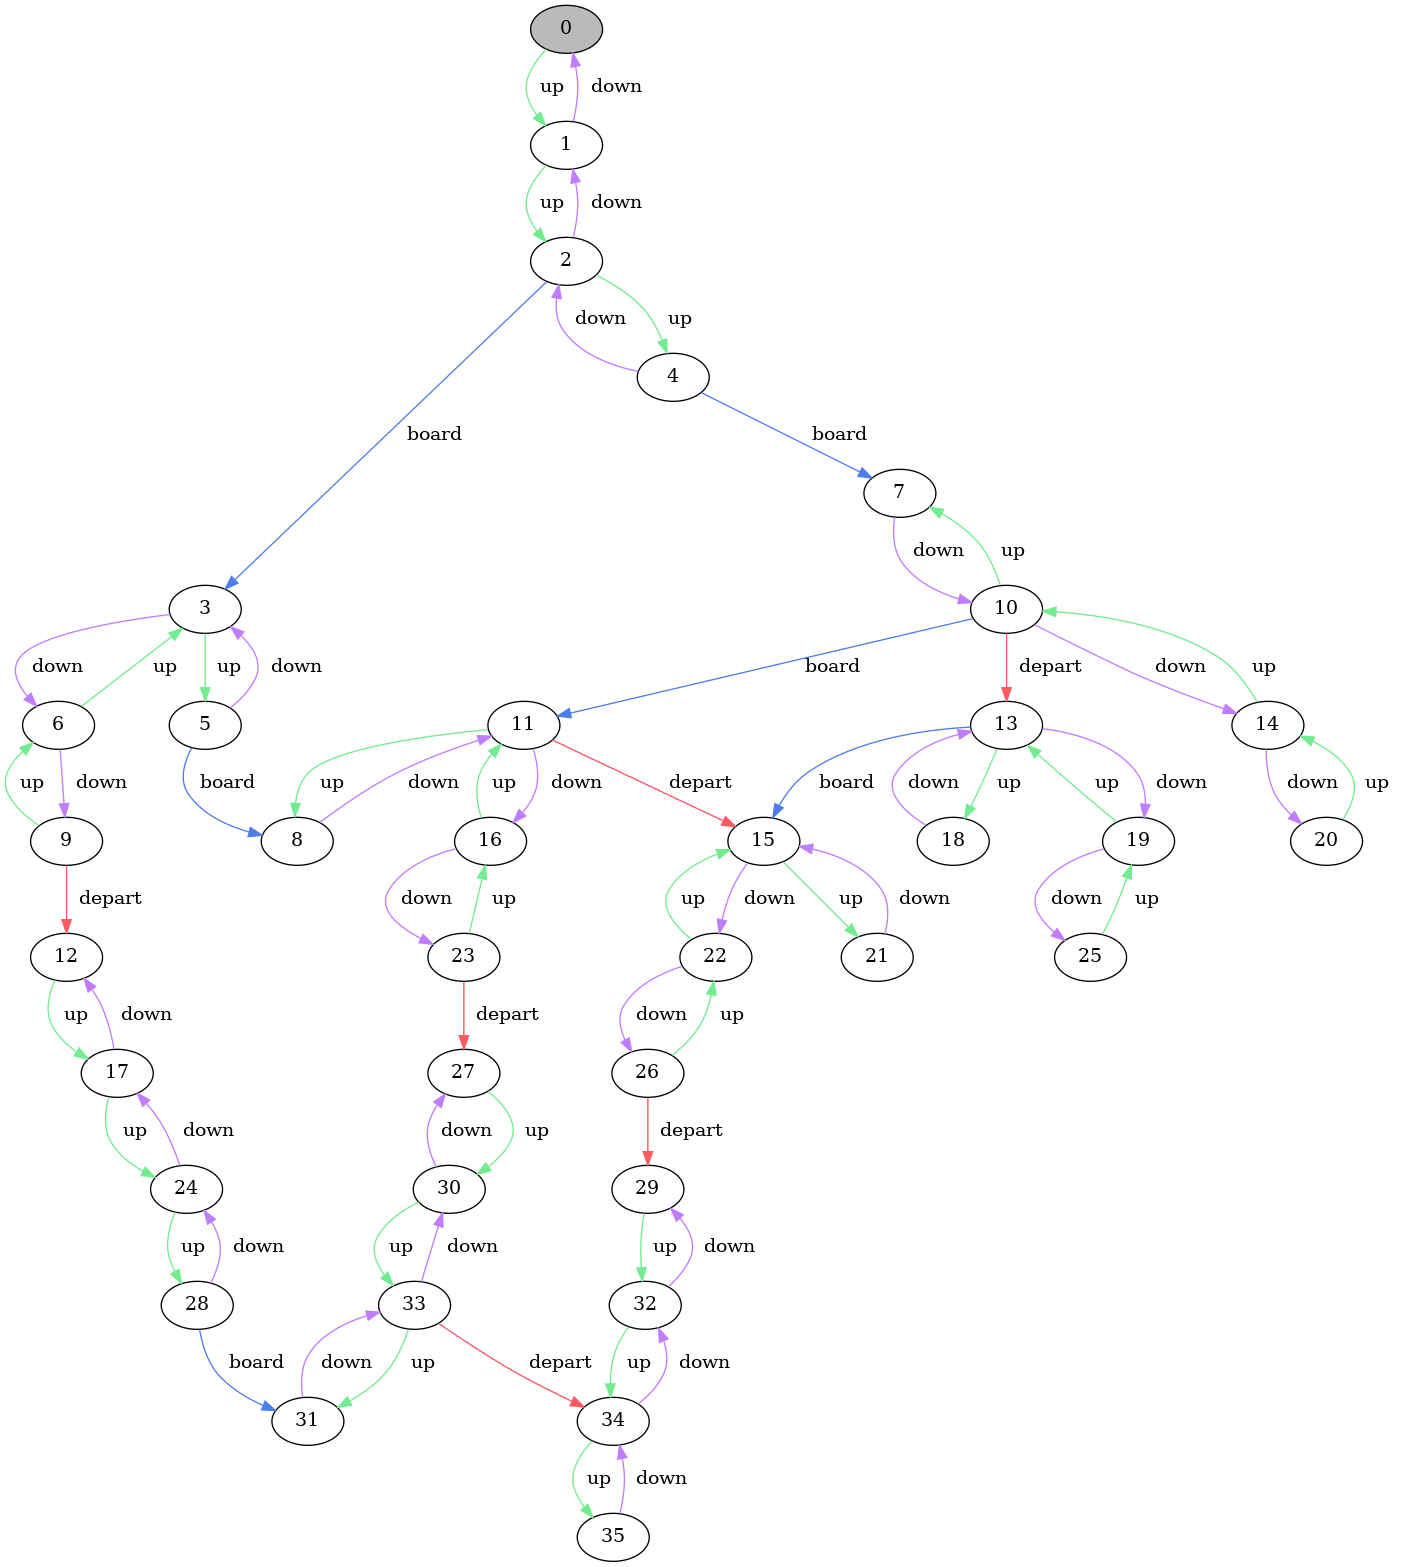 0
up down
1
up down
2
down up
4
board board
7
down up
3 10
down up up down board depart down up
6 5 11 13 14
up down board up down up down depart board down up up down down up
9 8 16 15 18 19 20
depart down up up down up down down up
12 23 22 21 25
up down depart down up
17 27 26
up down down up depart
24 30 29
up down up down up down
28 33 32
board down up depart up down
31 34
up down
35